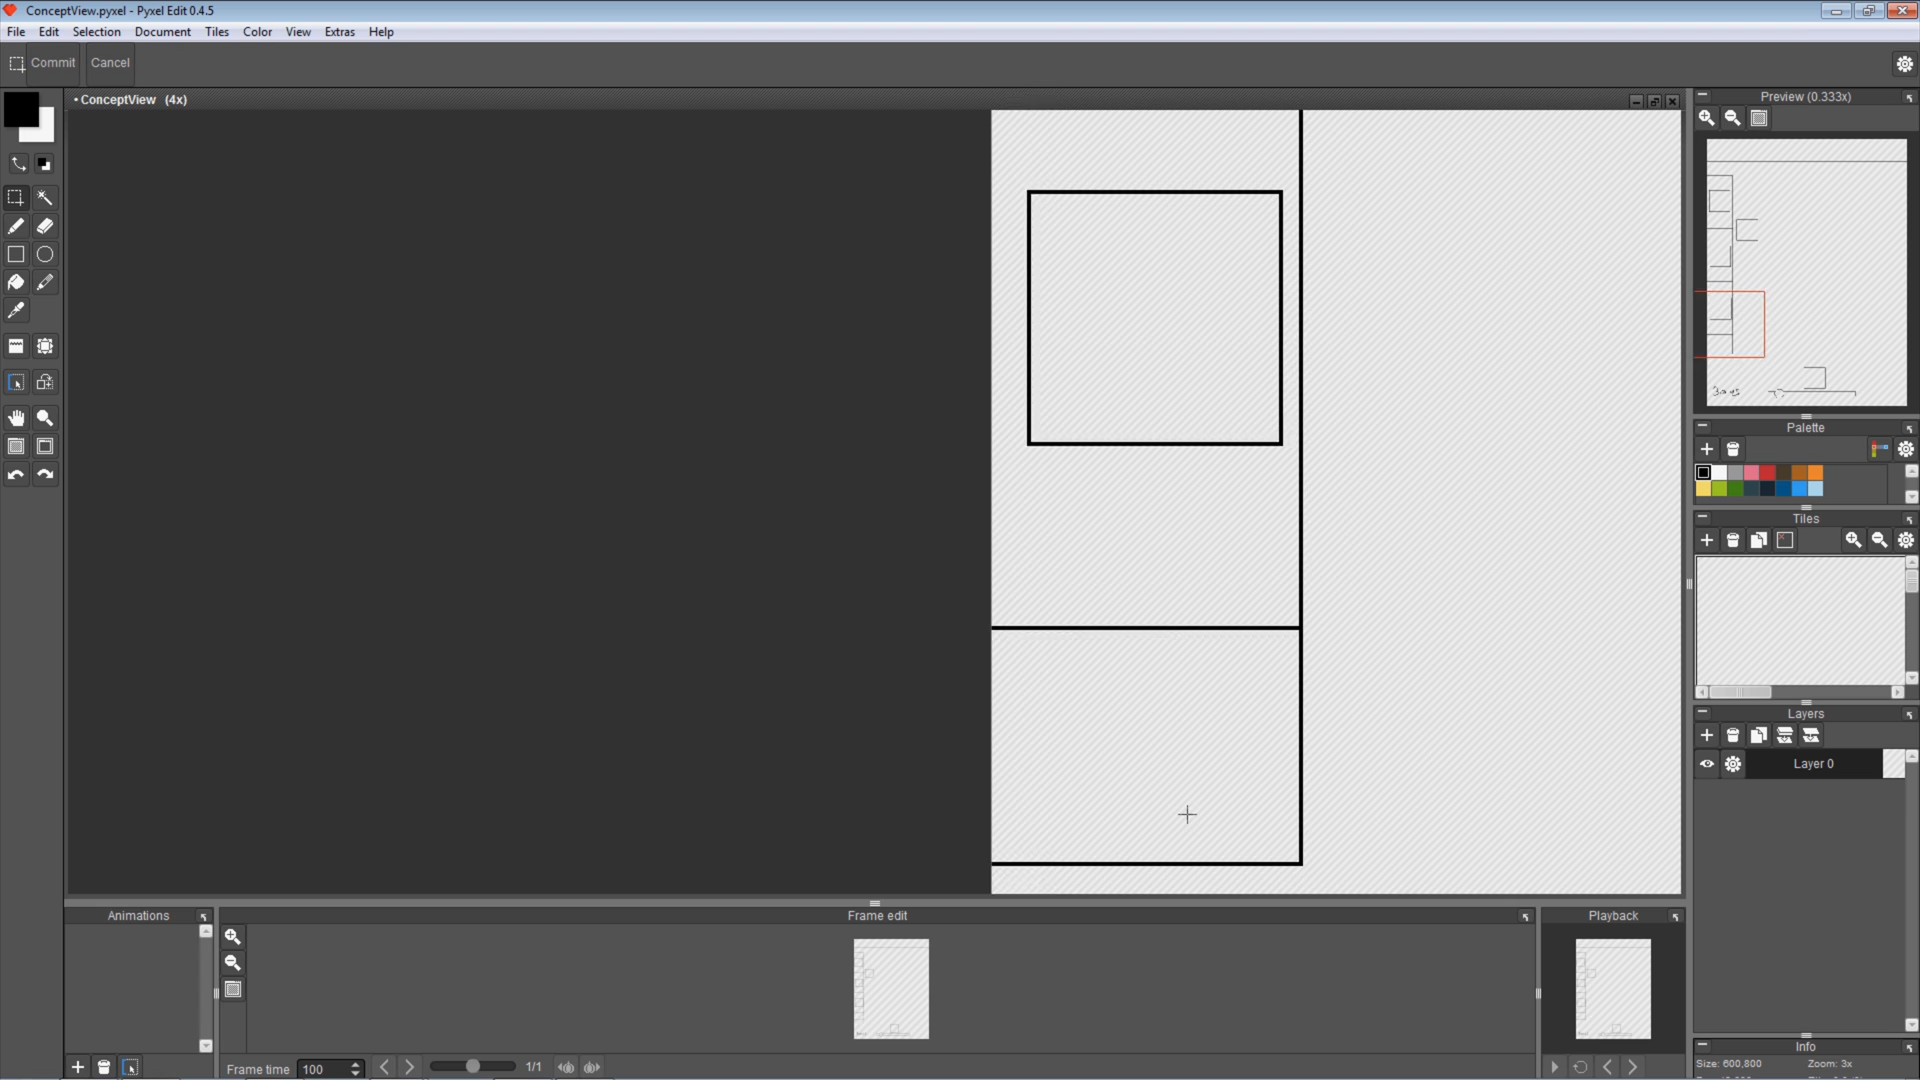 ConceptView.pyxel - Pyxel Edit 0.4.5
File Edit Selection Document Tiles Color View Extras Help
Commit Cancel
• ConceptView (4x)
Preview (0.333x)
Palette
Tiles
Layers
Layer 0
Animations
Frame edit
Playback
Frame time 100
1/1
Info
Size: 600,800 Zoom: 3x